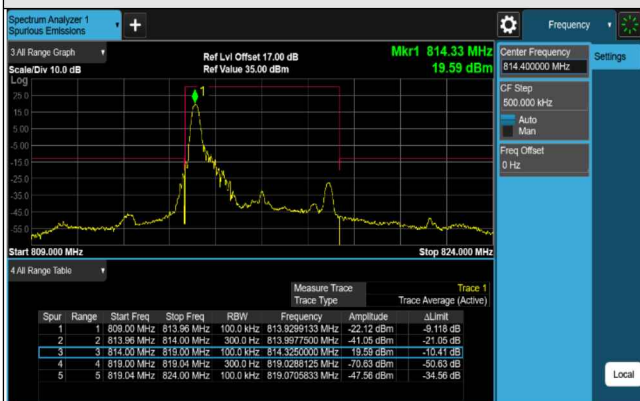 Spectrum Analyzer 1
Spurious Emissions
+
Frequency
3 All Range Graph
Ref Lvl Offset 17.00 dB
Mkr1 814.33 MHz
Scale/Div 10.0 dB
Ref Value 35.00 dBm
19.59 dBm
Log
25.0
15.0
5.00
-5.00
-15.0
-25.0
-35.0
-45.0
-55.0
1
Start 809.000 MHz
Stop 824.000 MHz
4 All Range Table
Measure Trace Trace 1
Trace Type Trace Average (Active)
Spur Range Start Freq Stop Freq RBW Frequency Amplitude ΔLimit
1 1 809.00 MHz 813.96 MHz 100.0 kHz 813.9299133 MHz -22.12 dBm -9.118 dB
2 2 813.96 MHz 814.00 MHz 300.0 Hz 813.9977500 MHz -41.05 dBm -21.05 dB
3 3 814.00 MHz 819.00 MHz 100.0 kHz 814.3250000 MHz 19.59 dBm -10.41 dB
4 4 819.00 MHz 819.04 MHz 300.0 Hz 819.0288125 MHz -70.63 dBm -50.63 dB
5 5 819.04 MHz 824.00 MHz 100.0 kHz 819.0705833 MHz -47.56 dBm -34.56 dB
Center Frequency
814.400000 MHz
Settings
CF Step
500.000 kHz
Auto
Man
Freq Offset
0 Hz
Local